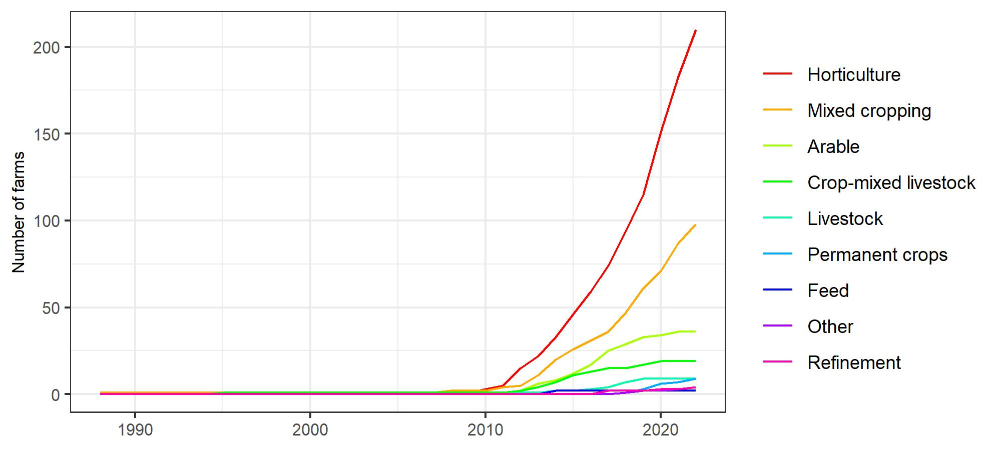 Number of farms
200
150
100
50
0
1990
2000
2010
2020
Horticulture
Mixed cropping
Arable
Crop-mixed livestock
Livestock
Permanent crops
Feed
Other
Refinement